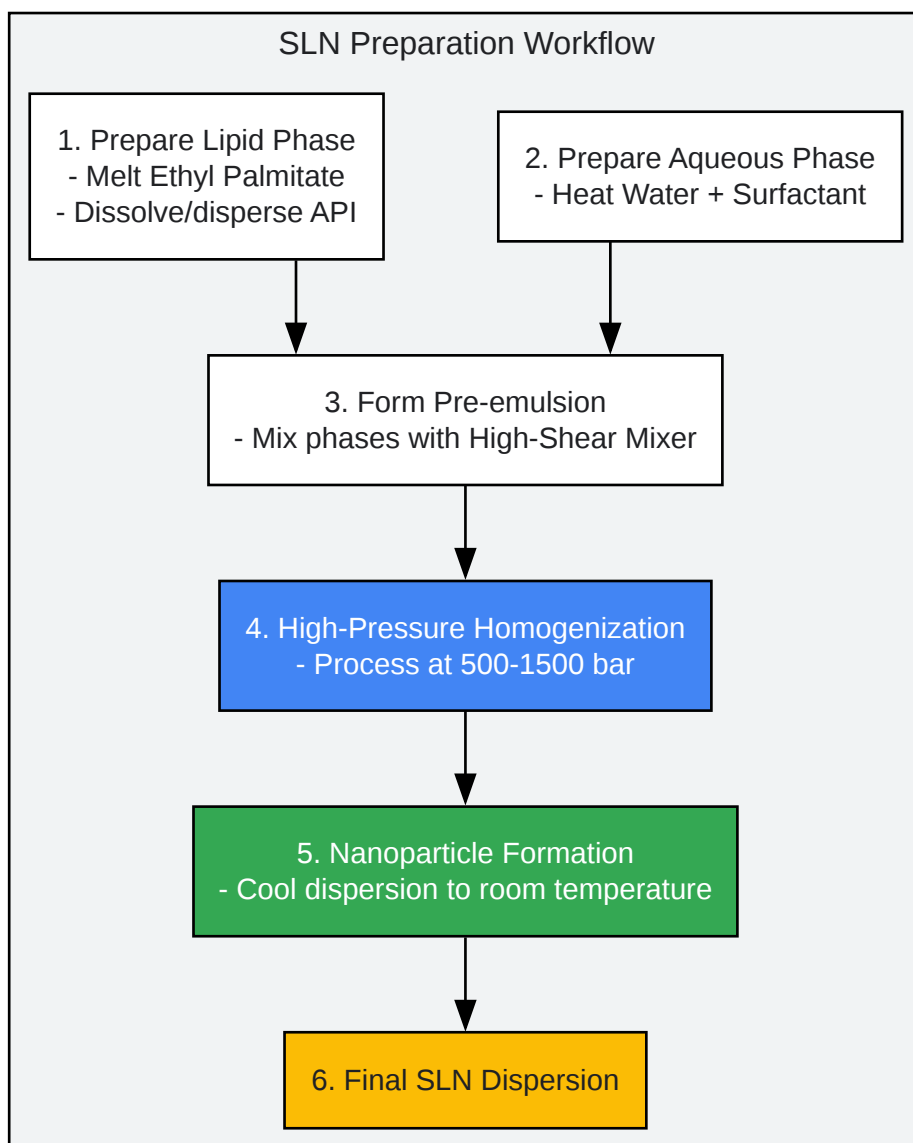 SLN Preparation Workflow
1. Prepare Lipid Phase
- Melt Ethyl Palmitate
- Dissolve/disperse API
2. Prepare Aqueous Phase
- Heat Water + Surfactant
3. Form Pre-emulsion
- Mix phases with High-Shear Mixer
4. High-Pressure Homogenization
- Process at 500-1500 bar
5. Nanoparticle Formation
- Cool dispersion to room temperature
6. Final SLN Dispersion